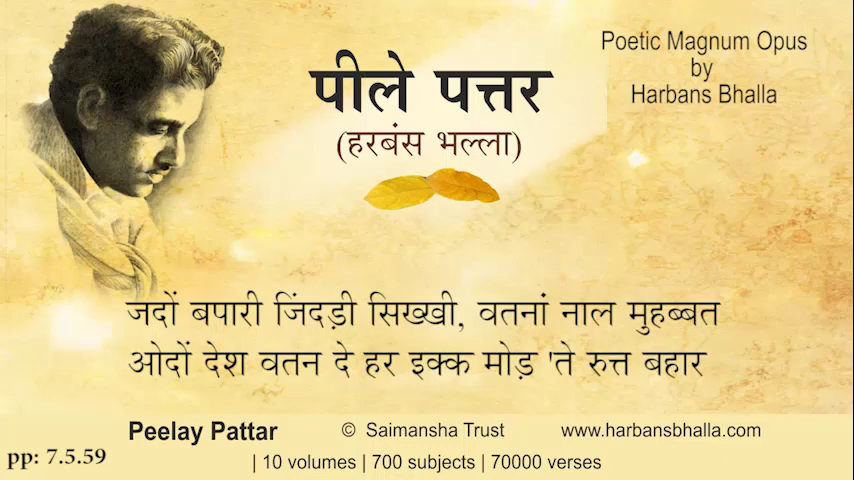 पीले पत्तर
(हरबंस भल्ला)
Poetic Magnum Opus
by
Harbans Bhalla
जदों बपारी जिंदड़ी सिख्खी, वतनां नाल मुहब्बत
ओदों देश वतन दे हर इक्क मोड़ 'ते रुत्त बहार
Peelay Pattar © Saimansha Trust www.harbansbhalla.com
pp: 7.5.59
| 10 volumes | 700 subjects | 70000 verses